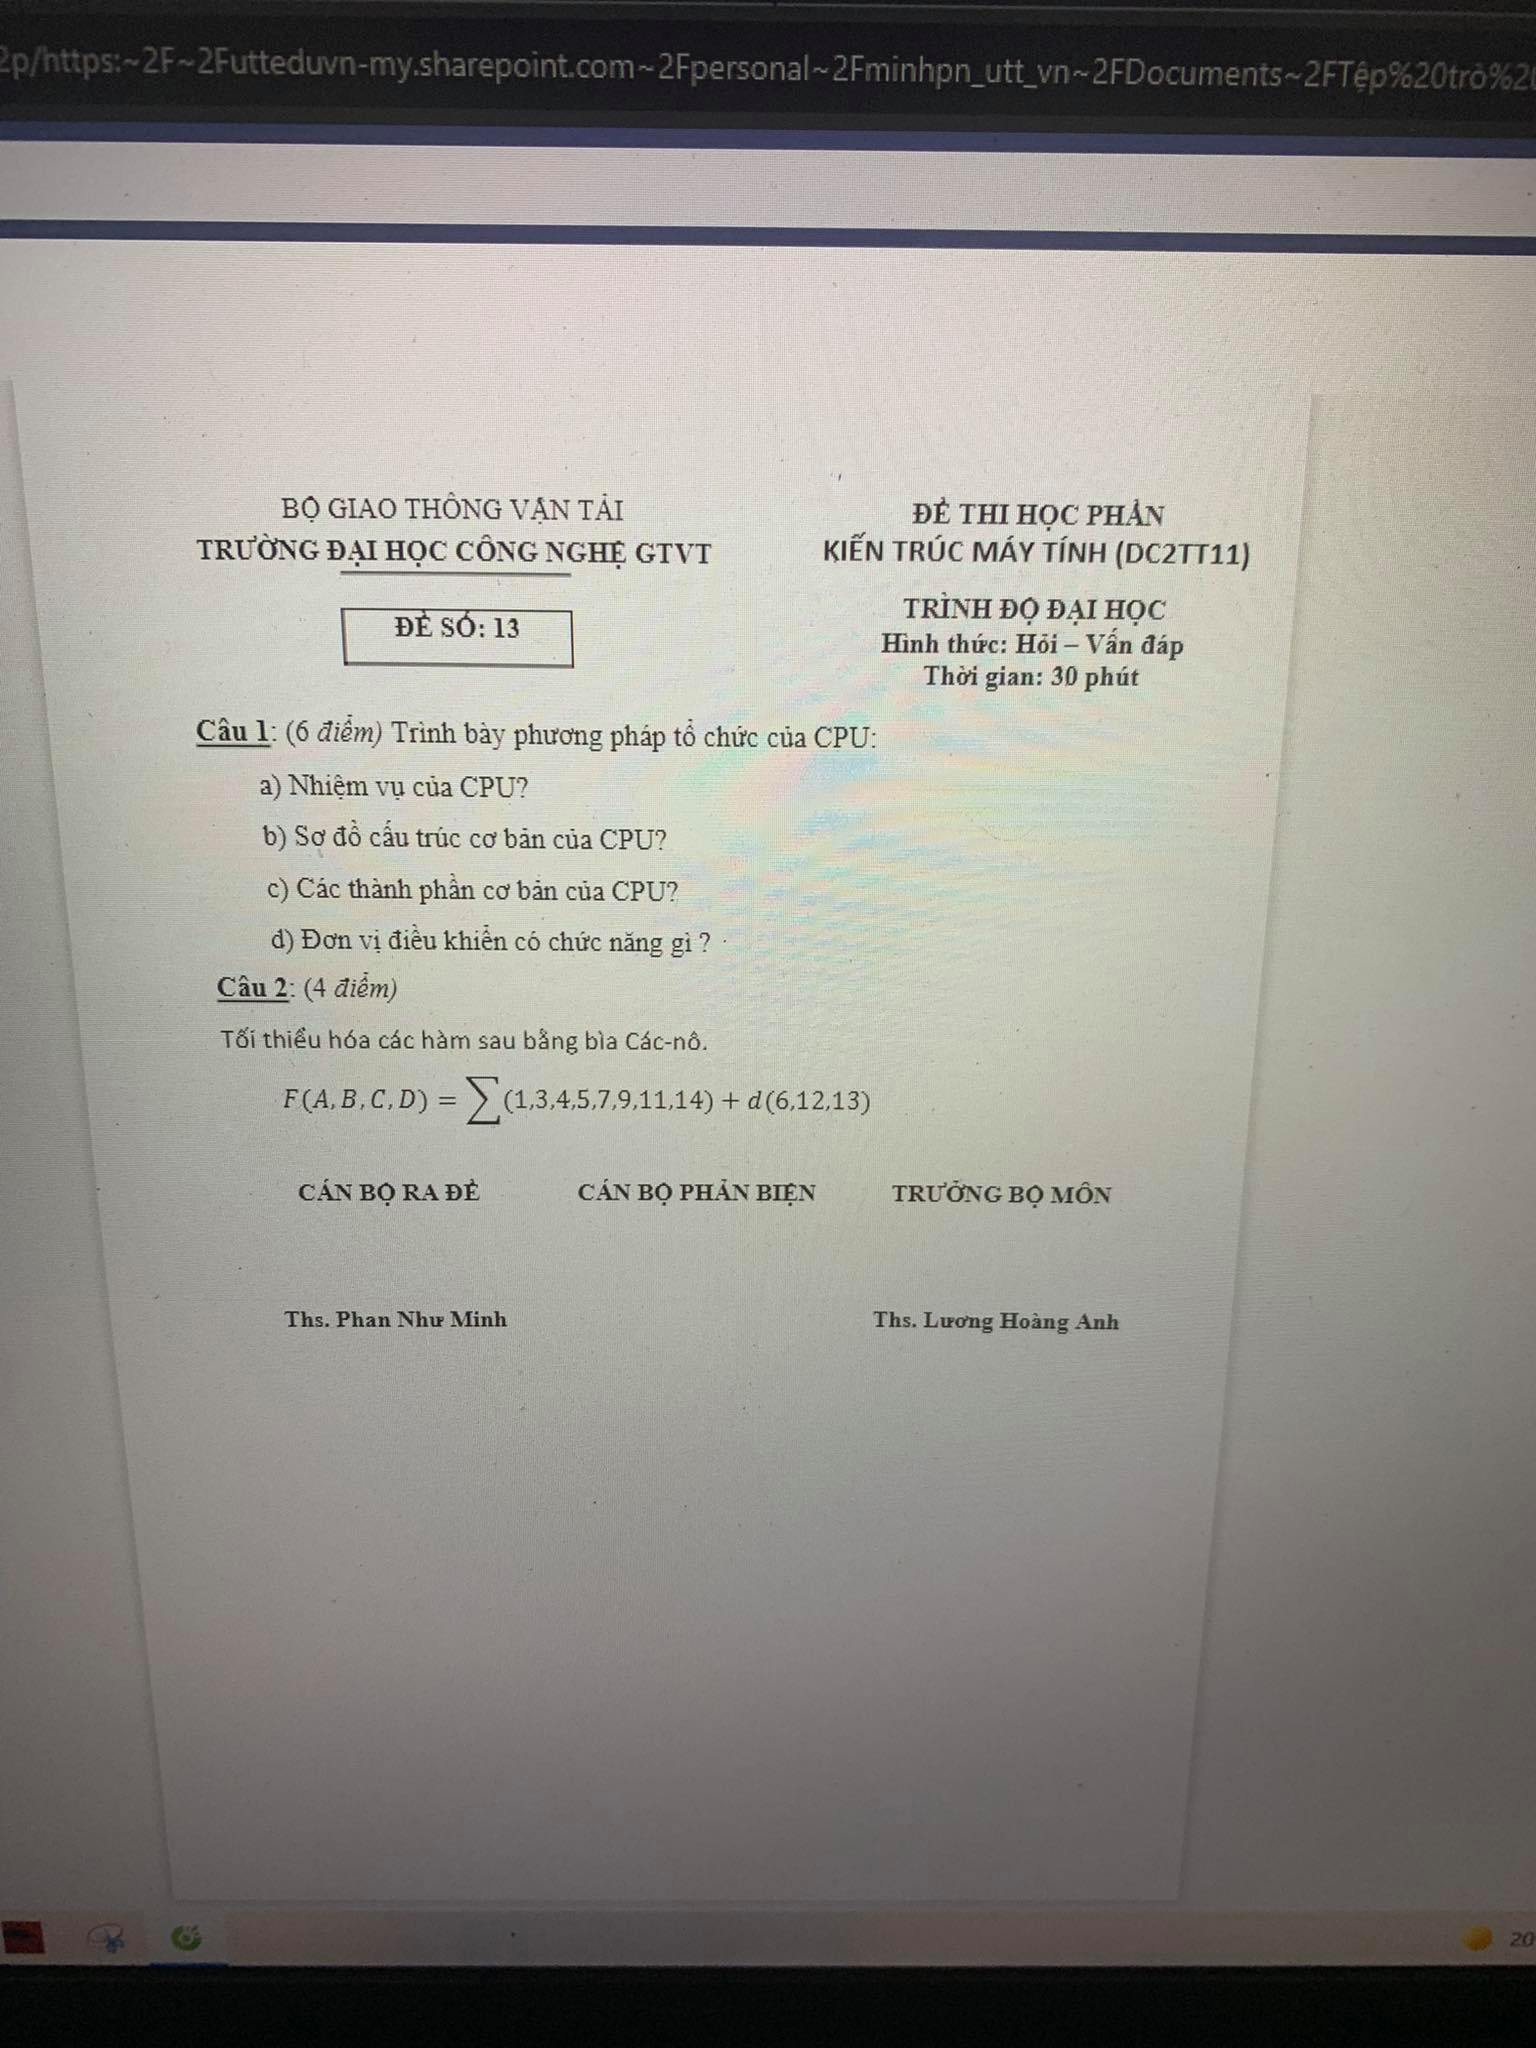 2p/https:~2F~2Futteduvn-my.sharepoint.com~2Fpersonal~2Fminhpn_utt_vn~2FDocuments~2FTệp%20trò%20
BỘ GIAO THÔNG VẬN TẢI
TRƯỜNG ĐẠI HỌC CÔNG NGHỆ GTVT
ĐỀ SỐ: 13
ĐỀ THI HỌC PHẦN
KIẾN TRÚC MÁY TÍNH (DC2TT11)
TRÌNH ĐỘ ĐẠI HỌC
Hình thức: Hỏi – Vấn đáp
Thời gian: 30 phút
Câu 1: (6 điểm) Trình bày phương pháp tổ chức của CPU:
a) Nhiệm vụ của CPU?
b) Sơ đồ cấu trúc cơ bản của CPU?
c) Các thành phần cơ bản của CPU?
d) Đơn vị điều khiển có chức năng gì ?
Câu 2: (4 điểm)
Tối thiểu hóa các hàm sau bằng bìa Các-nô.
F(A, B, C, D) = ∑(1,3,4,5,7,9,11,14) + d(6,12,13)
CÁN BỘ RA ĐỀ CÁN BỘ PHẢN BIỆN TRƯỞNG BỘ MÔN
Ths. Phan Như Minh Ths. Lương Hoàng Anh